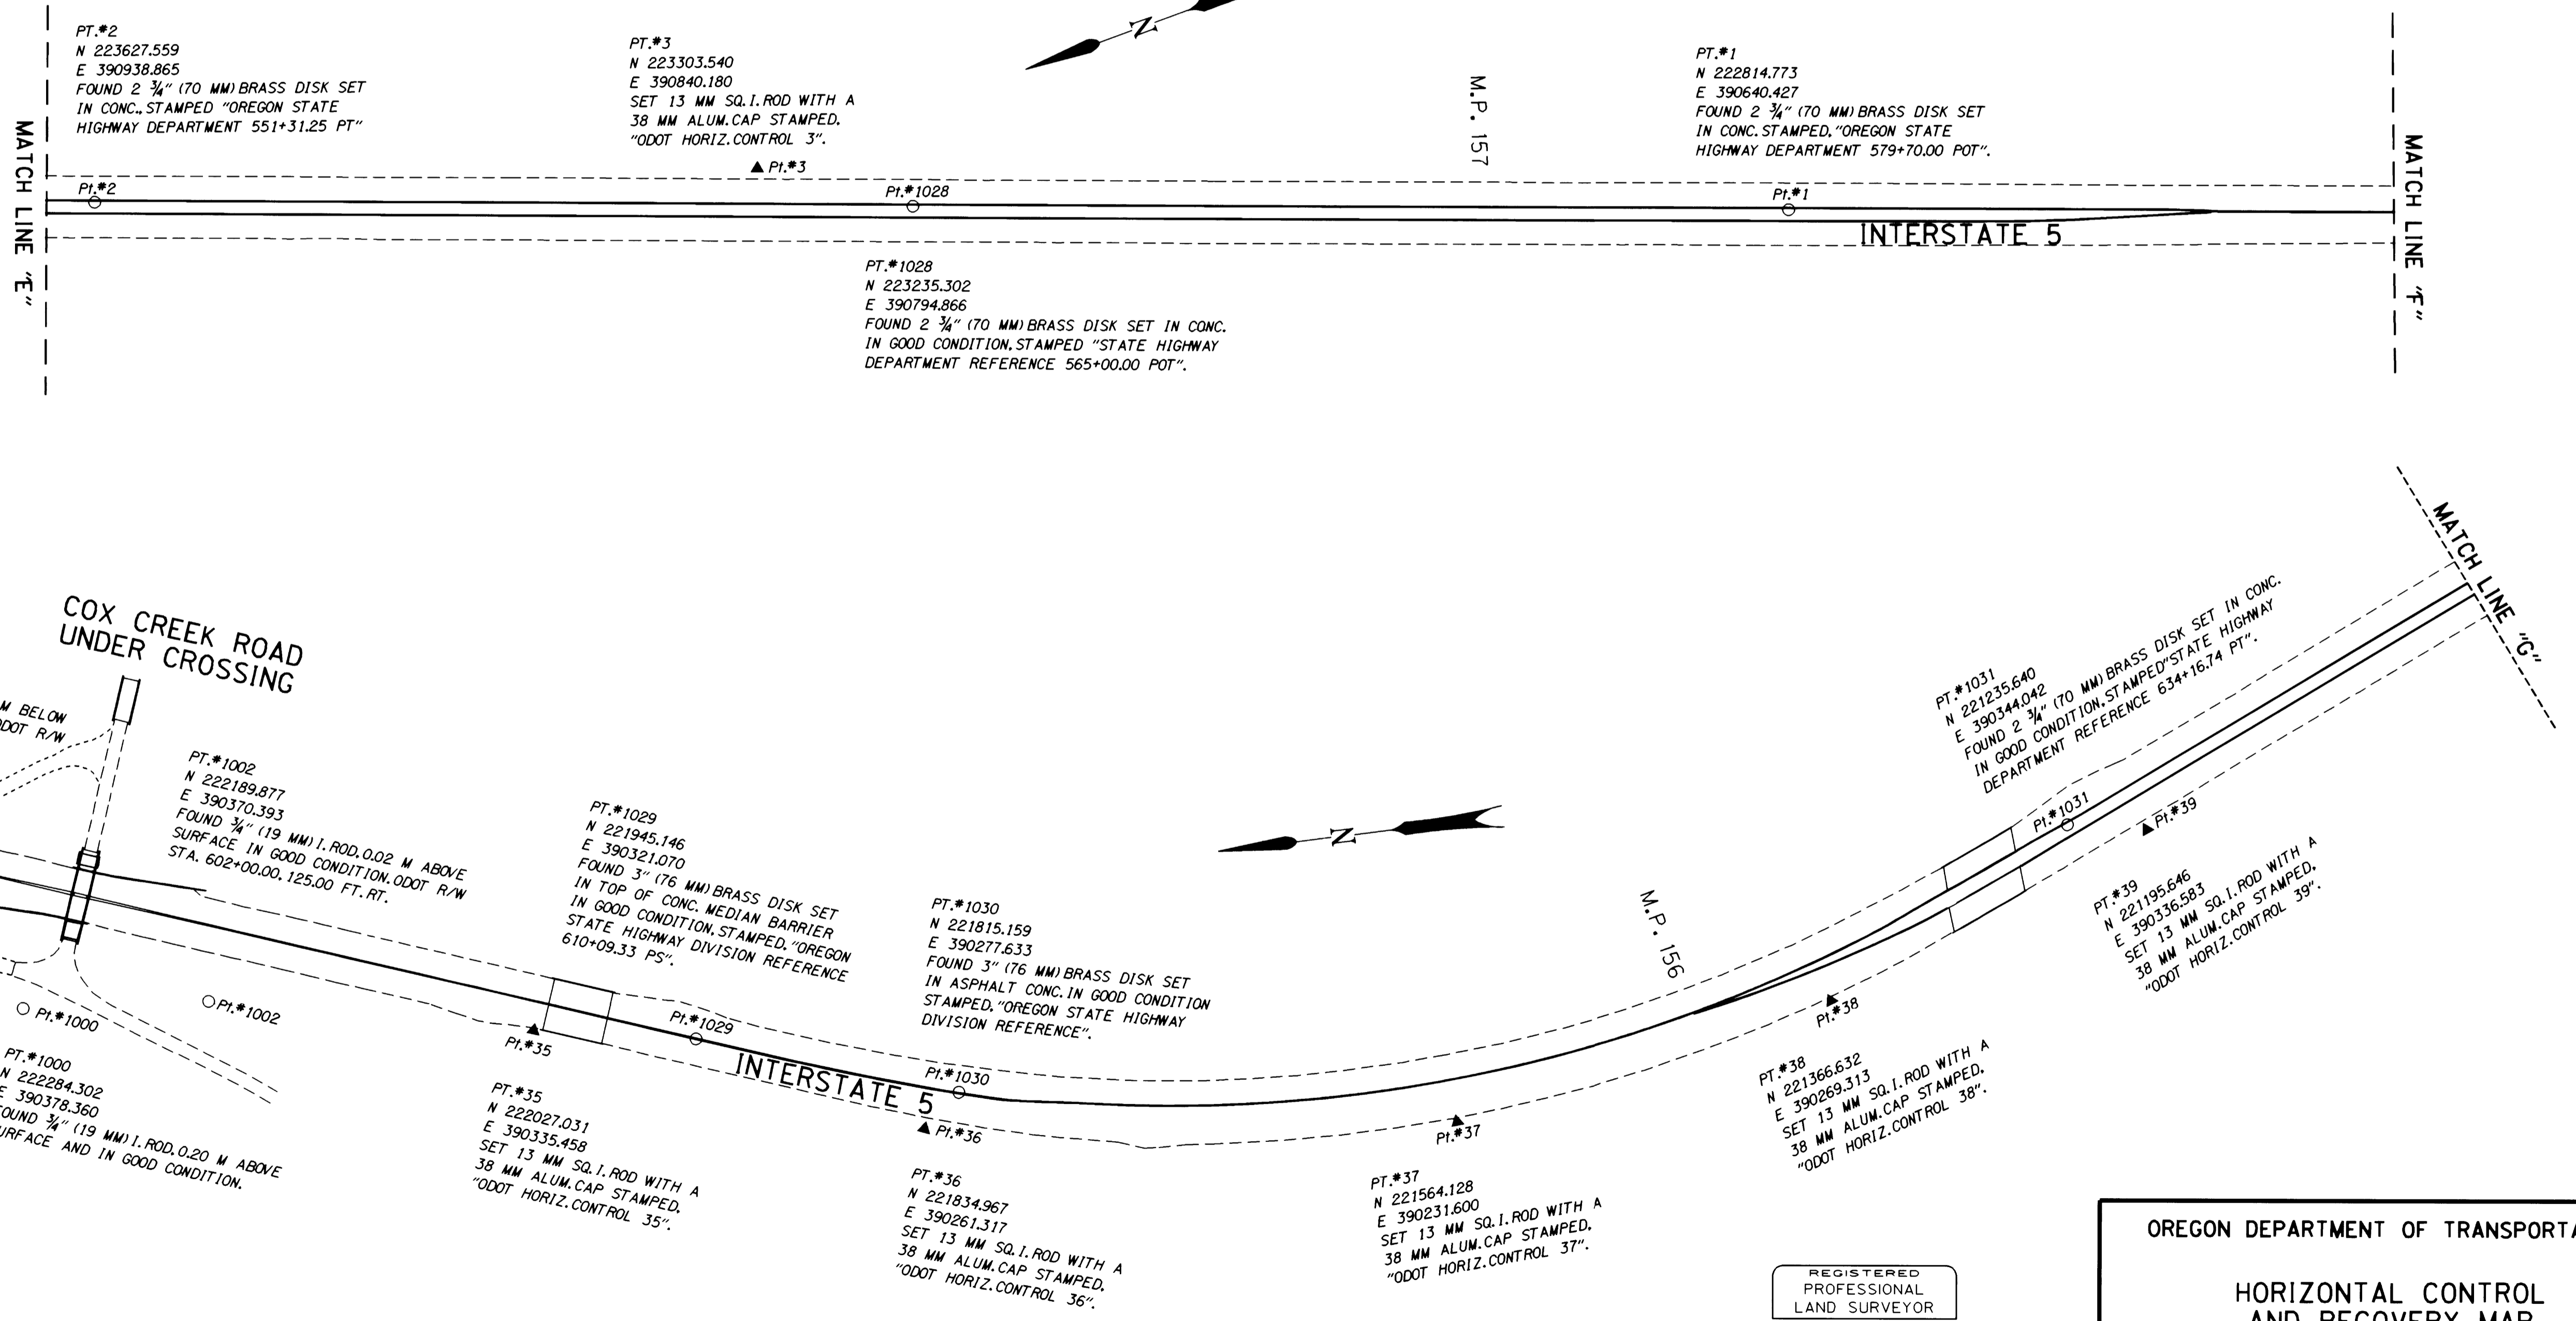 PT.#2
N 223627.559
E 390938.865
FOUND 2 ¾" (70 MM) BRASS DISK SET
IN CONC., STAMPED "OREGON STATE
HIGHWAY DEPARTMENT 551+31.25 PT"
PT.#3
N 223303.540
E 390840.180
SET 13 MM SQ. I. ROD WITH A
38 MM ALUM. CAP STAMPED,
"ODOT HORIZ. CONTROL 3".
N
M.P. 157
PT.#1
N 222814.773
E 390640.427
FOUND 2 ¾" (70 MM) BRASS DISK SET
IN CONC. STAMPED, "OREGON STATE
HIGHWAY DEPARTMENT 579+70.00 POT".
MATCH LINE "E"
MATCH LINE "F"
Pt.#3
Pt.#2
Pt.#1028
Pt.#1
INTERSTATE 5
PT.#1028
N 223235.302
E 390794.866
FOUND 2 ¾" (70 MM) BRASS DISK SET IN CONC.
IN GOOD CONDITION, STAMPED "STATE HIGHWAY
DEPARTMENT REFERENCE 565+00.00 POT".
MATCH LINE "G"
COX CREEK ROAD
UNDER CROSSING
M BELOW
ODOT R/W
PT.#1002
N 222189.877
E 390370.393
FOUND ¾" (19 MM) I. ROD, 0.02 M ABOVE
SURFACE IN GOOD CONDITION. ODOT R/W
STA. 602+00.00, 125.00 FT. RT.
PT.#1029
N 221945.146
E 390321.070
FOUND 3" (76 MM) BRASS DISK SET
IN TOP OF CONC. MEDIAN BARRIER
IN GOOD CONDITION, STAMPED, "OREGON
STATE HIGHWAY DIVISION REFERENCE
610+09.33 PS".
PT.#1030
N 221815.159
E 390277.633
FOUND 3" (76 MM) BRASS DISK SET
IN ASPHALT CONC. IN GOOD CONDITION
STAMPED, "OREGON STATE HIGHWAY
DIVISION REFERENCE".
N
M.P. 156
PT.#1031
N 221235.640
E 390344.042
FOUND 2 ¾" (70 MM) BRASS DISK SET IN CONC.
IN GOOD CONDITION, STAMPED "STATE HIGHWAY
DEPARTMENT REFERENCE 634+16.74 PT".
Pt.#1031
Pt.#39
PT.#39
N 221195.646
E 390336.583
SET 13 MM SQ. I. ROD WITH A
38 MM ALUM. CAP STAMPED,
"ODOT HORIZ. CONTROL 39".
Pt.#1000
Pt.#1002
Pt.#35
Pt.#1029
INTERSTATE 5
Pt.#1030
Pt.#36
Pt.#37
Pt.#38
PT.#1000
N 222284.302
E 390378.360
FOUND ¾" (19 MM) I. ROD, 0.20 M ABOVE
SURFACE AND IN GOOD CONDITION.
PT.#35
N 222027.031
E 390335.458
SET 13 MM SQ. I. ROD WITH A
38 MM ALUM. CAP STAMPED,
"ODOT HORIZ. CONTROL 35".
PT.#36
N 221834.967
E 390261.317
SET 13 MM SQ. I. ROD WITH A
38 MM ALUM. CAP STAMPED,
"ODOT HORIZ. CONTROL 36".
PT.#37
N 221564.128
E 390231.600
SET 13 MM SQ. I. ROD WITH A
38 MM ALUM. CAP STAMPED,
"ODOT HORIZ. CONTROL 37".
PT.#38
N 221366.632
E 390269.313
SET 13 MM SQ. I. ROD WITH A
38 MM ALUM. CAP STAMPED,
"ODOT HORIZ. CONTROL 38".
REGISTERED
PROFESSIONAL
LAND SURVEYOR
OREGON DEPARTMENT OF TRANSPORTA
HORIZONTAL CONTROL
AND RECOVERY MAP